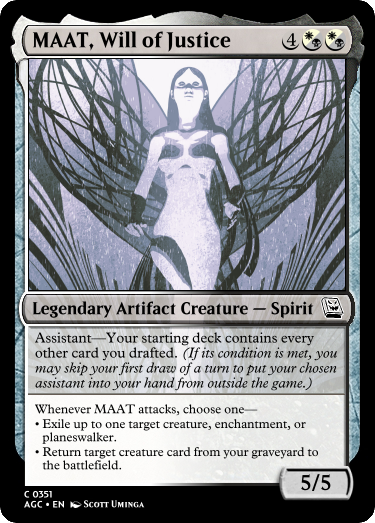 MAAT, Will of Justice 4
Legendary Artifact Creature — Spirit
Assistant—Your starting deck contains every
other card you drafted. (If its condition is met, you
may skip your first draw of a turn to put your chosen
assistant into your hand from outside the game.)
Whenever MAAT attacks, choose one—
• Exile up to one target creature, enchantment, or
planeswalker.
• Return target creature card from your graveyard to
the battlefield.
5/5
C 0351
AGC • EN Scott Uminga